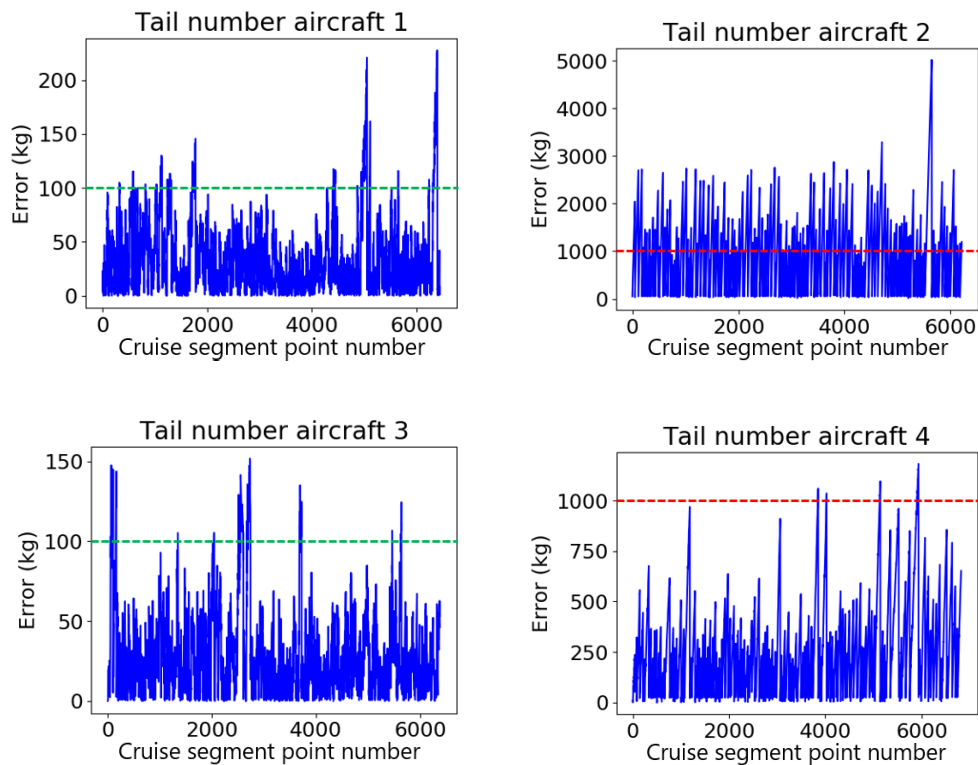 Tail number aircraft 1
200
150
100
50
0
Error (kg)
0 2000 4000 6000
Cruise segment point number
Tail number aircraft 2
5000
4000
3000
2000
1000
0
Error (kg)
0 2000 4000 6000
Cruise segment point number
Tail number aircraft 3
150
100
50
0
Error (kg)
0 2000 4000 6000
Cruise segment point number
Tail number aircraft 4
1000
750
500
250
0
Error (kg)
0 2000 4000 6000
Cruise segment point number